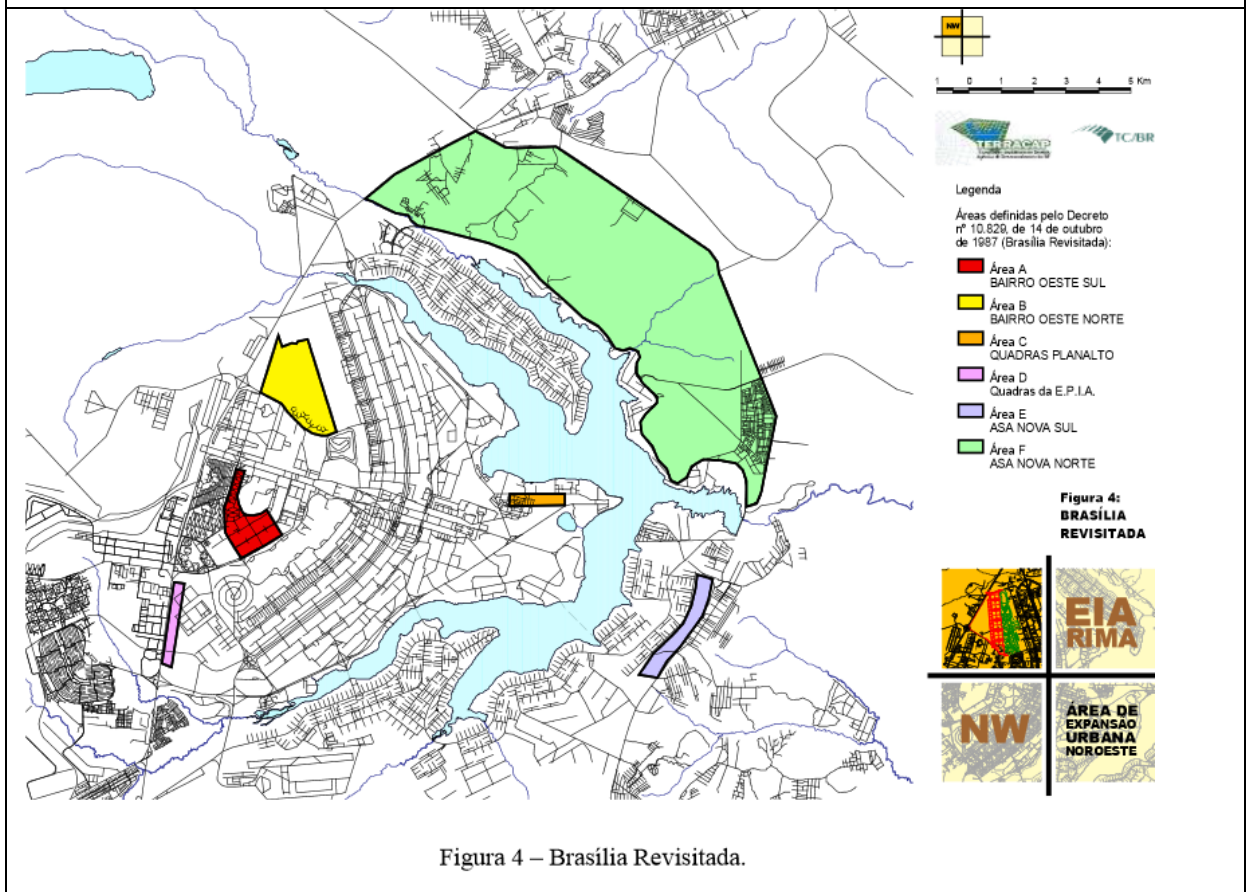 NW
1 0 1 2 3 4 5 Km
TERRACAP
TC/BR
Legenda
Áreas definidas pelo Decreto
nº 10.829, de 14 de outubro
de 1987 (Brasília Revisitada):
Área A
BAIRRO OESTE SUL
Área B
BAIRRO OESTE NORTE
Área C
QUADRAS PLANALTO
Área D
Quadras da E.P.I.A.
Área E
ASA NOVA SUL
Área F
ASA NOVA NORTE
Figura 4:
BRASÍLIA
REVISITADA
EIA
RIMA
NW
ÁREA DE
EXPANSAO
URBANA
NOROESTE
Figura 4 – Brasília Revisitada.